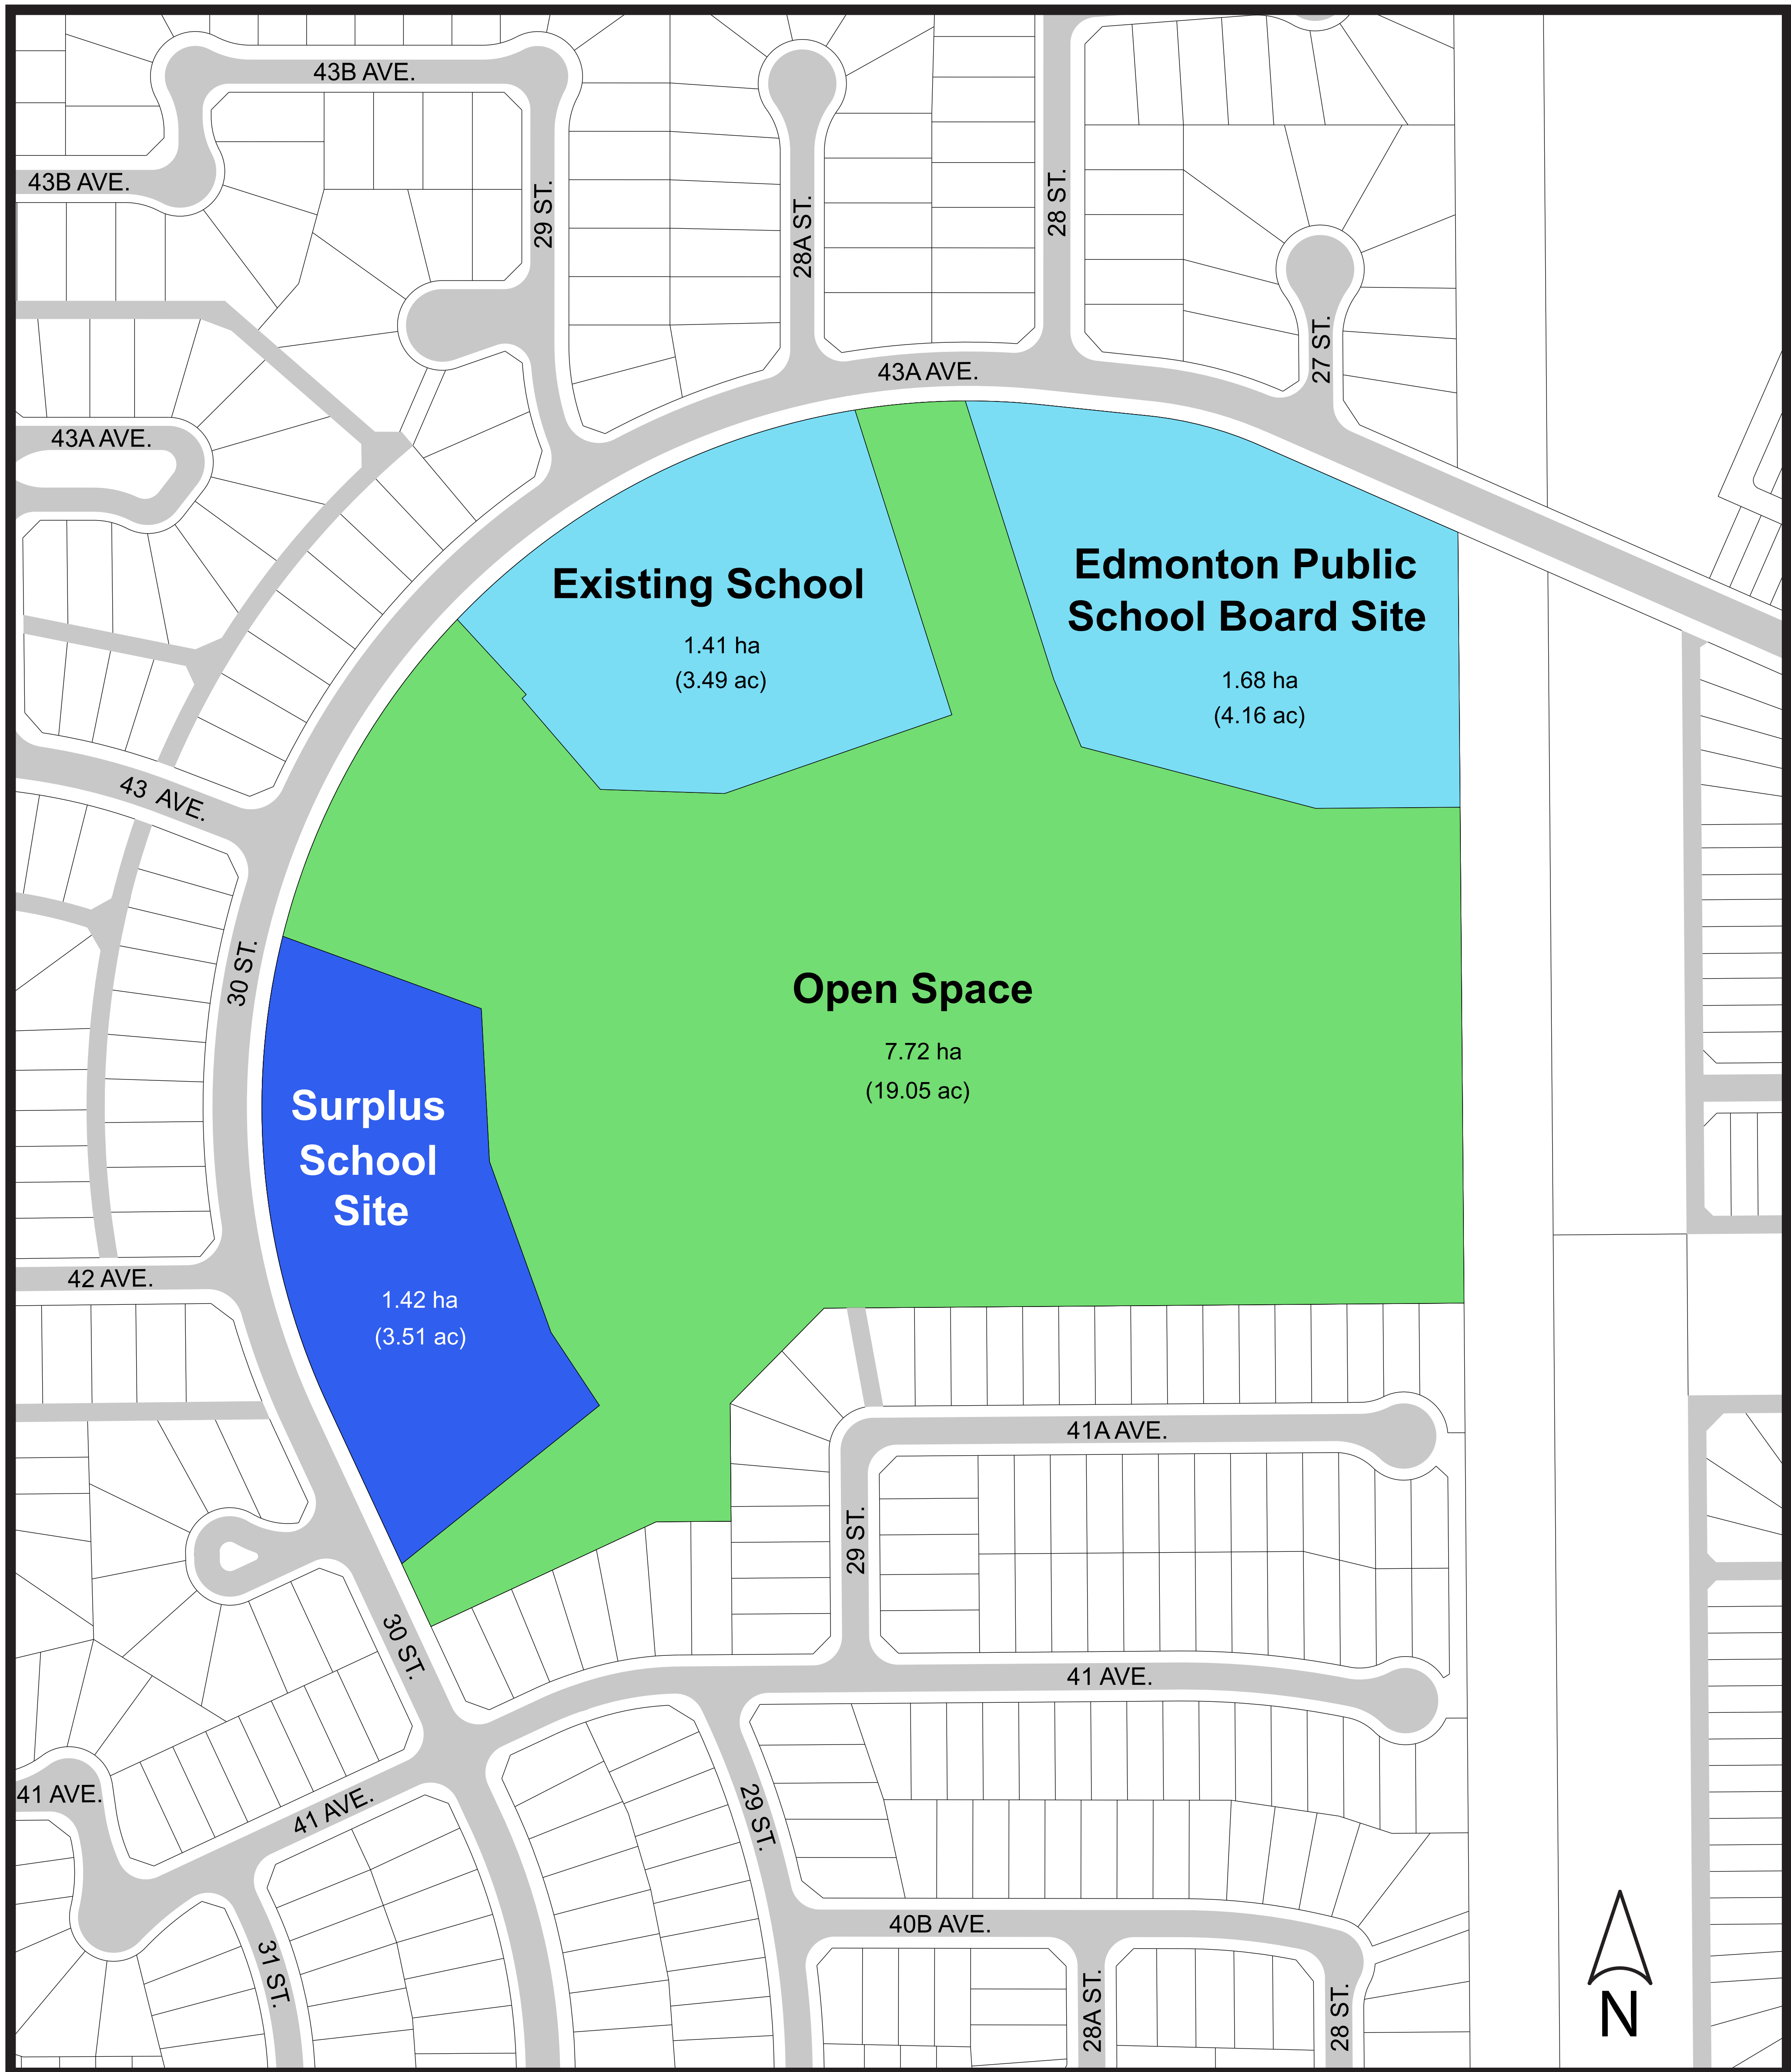 43B AVE.
43B AVE.
29 ST.
28A ST.
28 ST.
27 ST.
43A AVE.
43A AVE.
Existing School
1.41 ha
(3.49 ac)
Edmonton Public
School Board Site
1.68 ha
(4.16 ac)
43 AVE.
30 ST.
Open Space
7.72 ha
(19.05 ac)
Surplus
School
Site
1.42 ha
(3.51 ac)
42 AVE.
41A AVE.
29 ST.
30 ST.
41 AVE.
41 AVE.
41 AVE.
29 ST.
40B AVE.
31 ST.
28A ST.
28 ST.
N